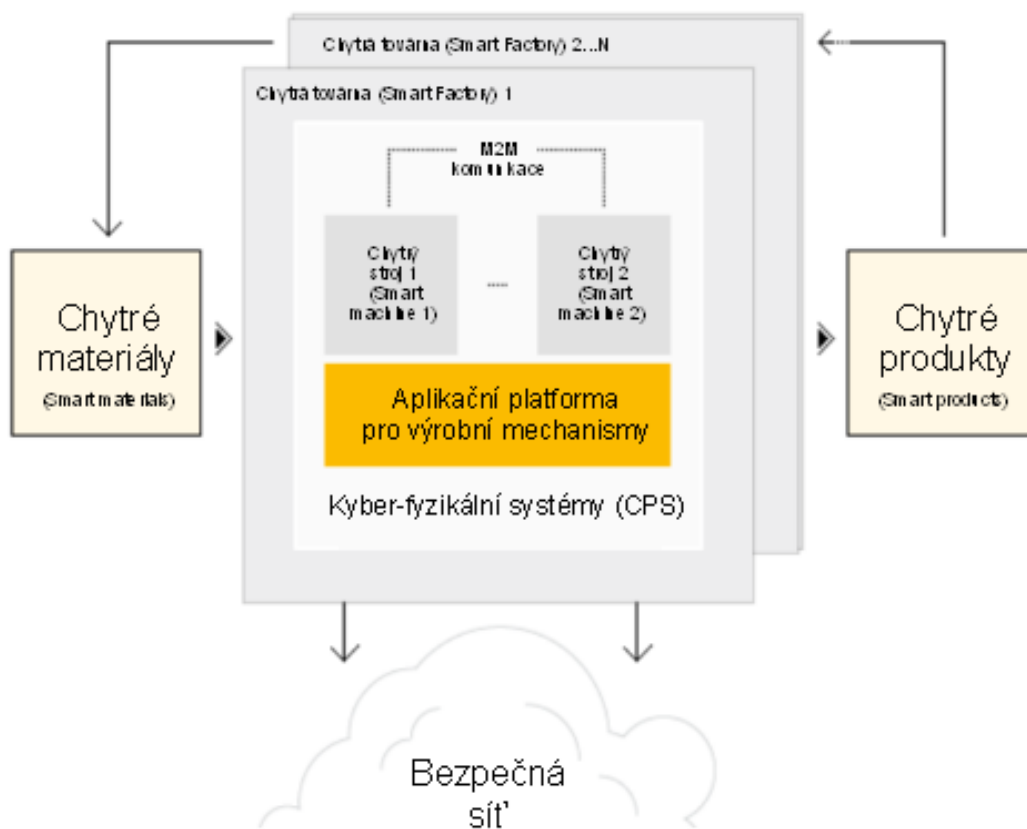 Chytrá továrna (Smart Factory) 2...N
Chytrá továrna (Smart Factory) 1
M2M
komunikace
Chytrý
stroj 1
(Smart
machine 1)
Chytrý
stroj 2
(Smart
machine 2)
Chytré
materiály
(Smart materials)
Aplikační platforma
pro výrobní mechanismy
Kyber-fyzikální systémy (CPS)
Chytré
produkty
(Smart products)
Bezpečná
síť